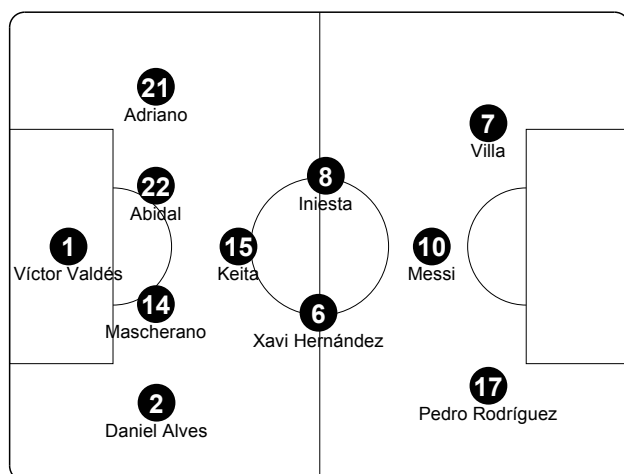 21
Adriano
7
Villa
22
Abidal
8
Iniesta
1
Víctor Valdés
15
Keita
10
Messi
14
Mascherano
6
Xavi Hernández
17
Pedro Rodríguez
2
Daniel Alves